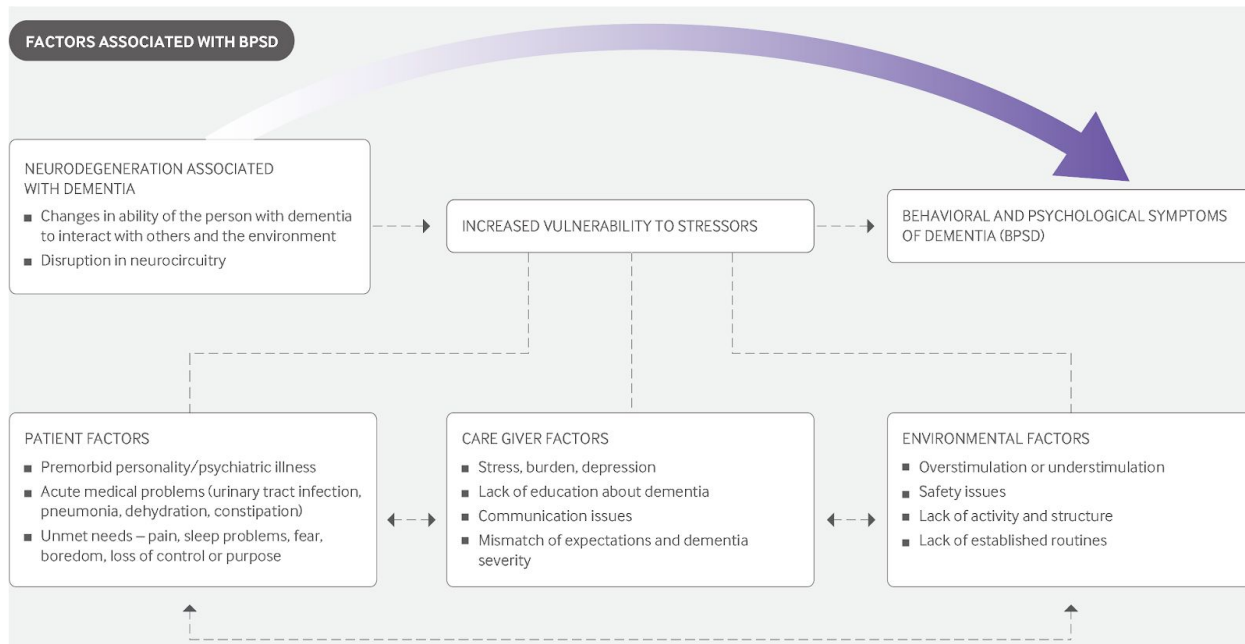 FACTORS ASSOCIATED WITH BPSD
NEURODEGENERATION ASSOCIATED
WITH DEMENTIA
■ Changes in ability of the person with dementia
to interact with others and the environment
■ Disruption in neurocircuitry
INCREASED VULNERABILITY TO STRESSORS
BEHAVIORAL AND PSYCHOLOGICAL SYMPTOMS
OF DEMENTIA (BPSD)
PATIENT FACTORS
■ Premorbid personality/psychiatric illness
■ Acute medical problems (urinary tract infection,
pneumonia, dehydration, constipation)
■ Unmet needs – pain, sleep problems, fear,
boredom, loss of control or purpose
CARE GIVER FACTORS
■ Stress, burden, depression
■ Lack of education about dementia
■ Communication issues
■ Mismatch of expectations and dementia
severity
ENVIRONMENTAL FACTORS
■ Overstimulation or understimulation
■ Safety issues
■ Lack of activity and structure
■ Lack of established routines